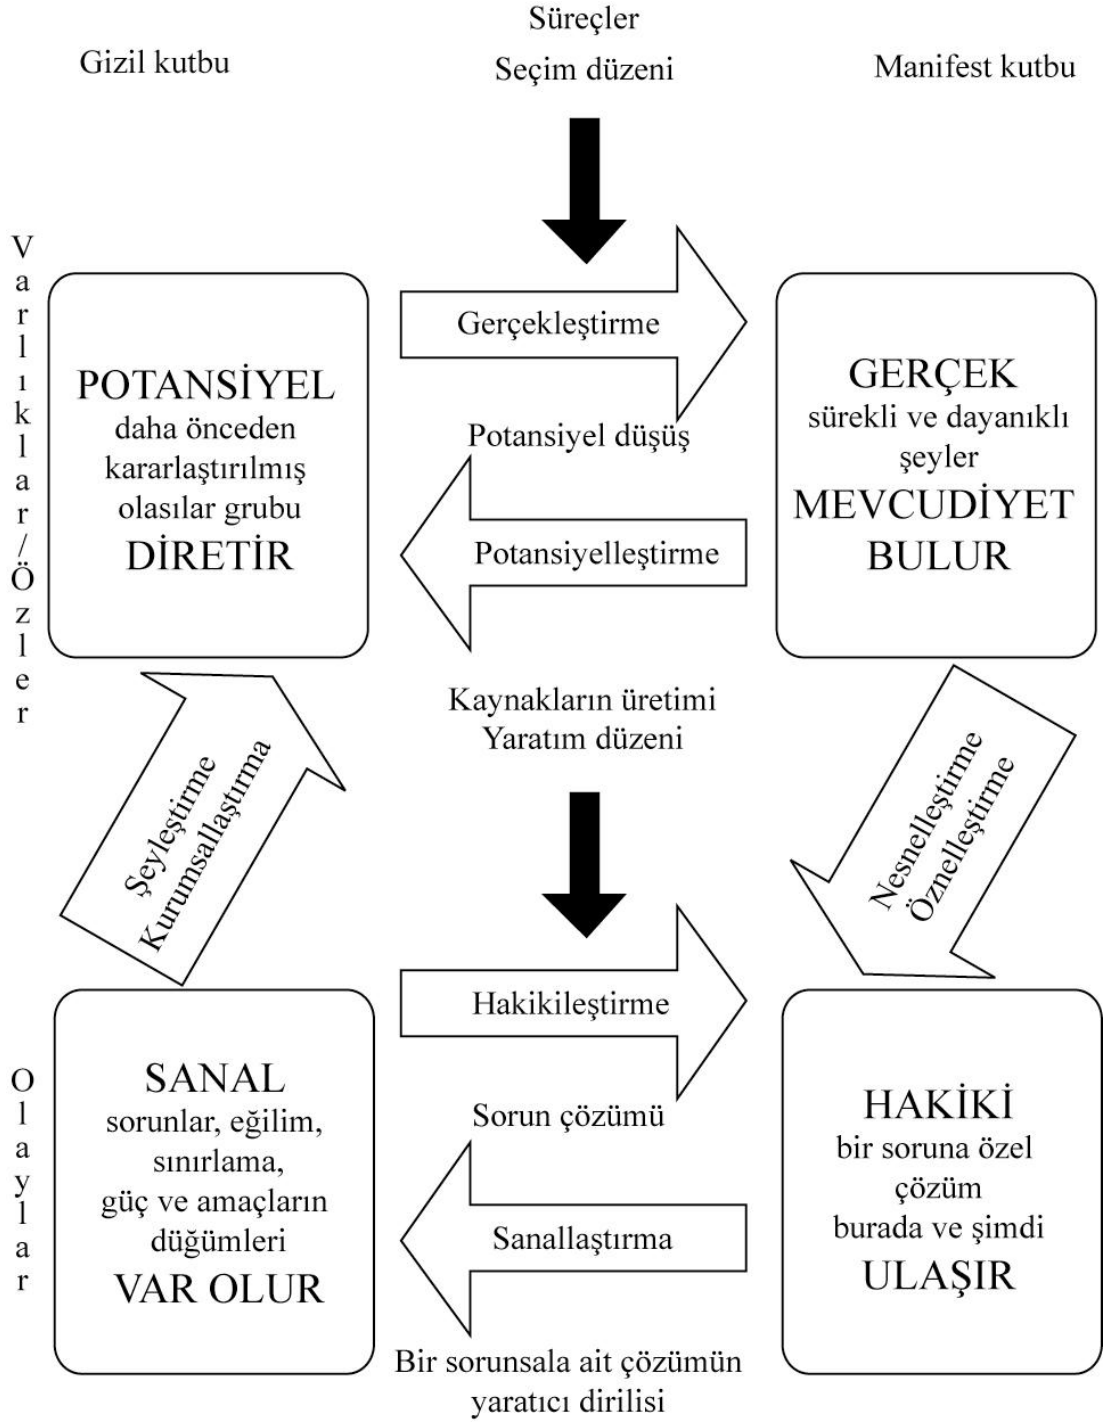 Süreçler
Gizil kutbu
Seçim düzeni
Manifest kutbu
Varlıklar/Özler
POTANSİYEL
daha önceden
kararlaştırılmış
olasılar grubu
DİRETİR
Gerçekleştirme
Potansiyel düşüş
Potansiyelleştirme
GERÇEK
sürekli ve dayanıklı
şeyler
MEVCUDİYET
BULUR
Kaynakların üretimi
Yaratım düzeni
Şeyleştirme
Kurumsallaştırma
Nesnelleştirme
Öznelleştirme
Olaylar
SANAL
sorunlar, eğilim,
sınırlama,
güç ve amaçların
düğümleri
VAR OLUR
Hakikileştirme
Sorun çözümü
Sanallaştırma
HAKİKİ
bir soruna özel
çözüm
burada ve şimdi
ULAŞIR
Bir sorunsala ait çözümün
yaratıcı dirilisi